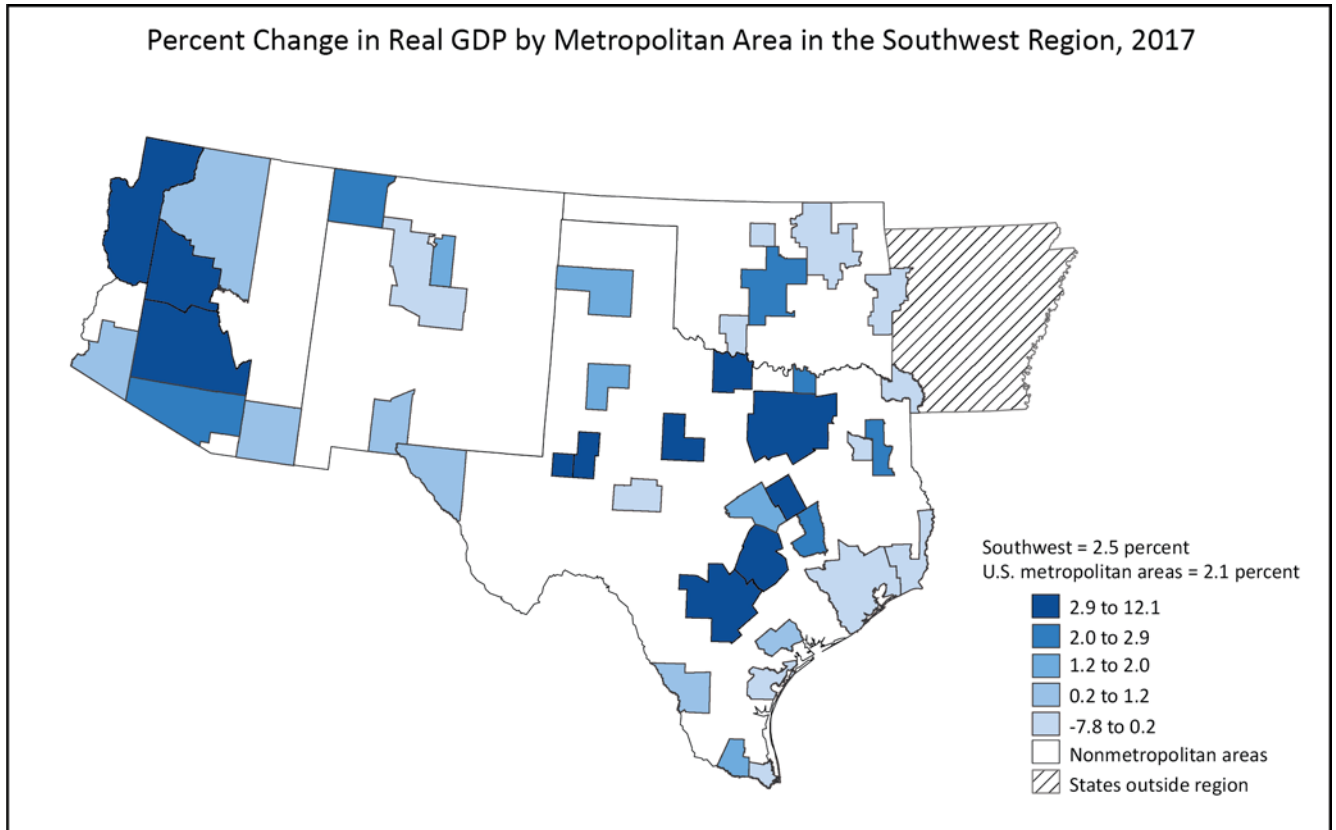 Percent Change in Real GDP by Metropolitan Area in the Southwest Region, 2017
Southwest = 2.5 percent
U.S. metropolitan areas = 2.1 percent
2.9 to 12.1
2.0 to 2.9
1.2 to 2.0
0.2 to 1.2
-7.8 to 0.2
Nonmetropolitan areas
States outside region